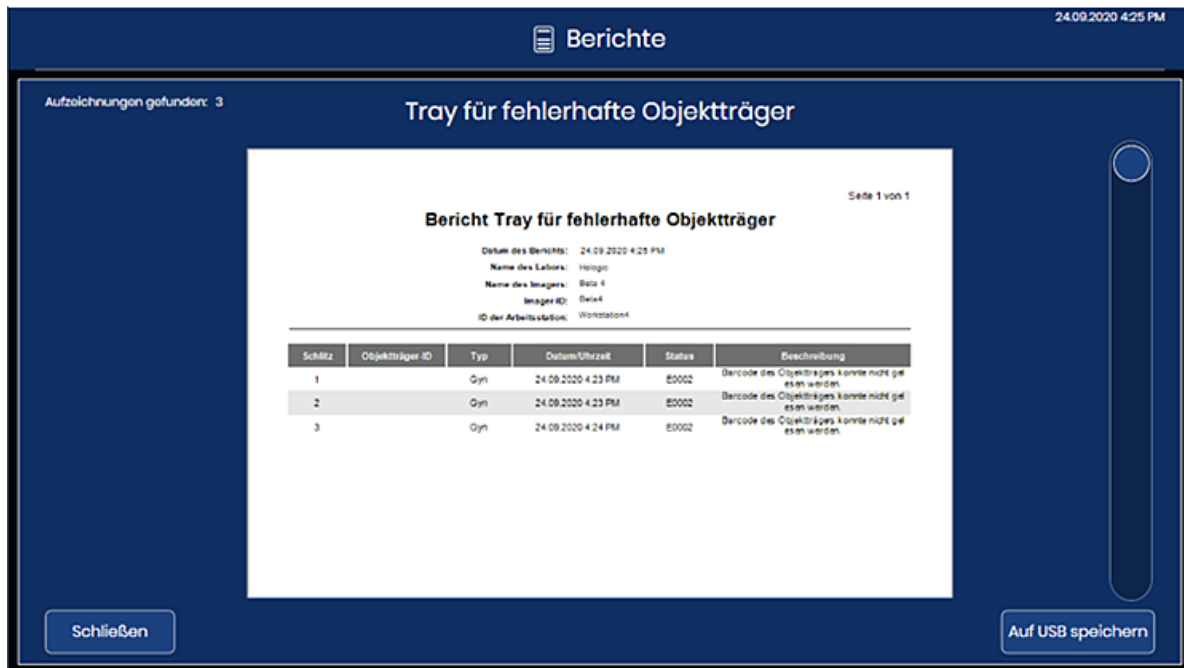 24.09.2020 4:25 PM
Berichte
Aufzeichnungen gefunden: 3
Tray für fehlerhafte Objektträger
Seite 1 von 1
Bericht Tray für fehlerhafte Objektträger
Datum des Berichts: 24.09.2020 4:25 PM
Name des Labors: Hologic
Name des Imagers: Beta 4
Imager-ID: Beta4
ID der Arbeitsstation: Workstation4
Schlitz Objektträger-ID Typ Datum/Uhrzeit Status Beschreibung
1 Gyn 24.09.2020 4:23 PM E0002 Barcode des Objektträgers konnte nicht gel
esen werden.
2 Gyn 24.09.2020 4:23 PM E0002 Barcode des Objektträgers konnte nicht gel
esen werden.
3 Gyn 24.09.2020 4:24 PM E0002 Barcode des Objektträgers konnte nicht gel
esen werden.
Schließen
Auf USB speichern